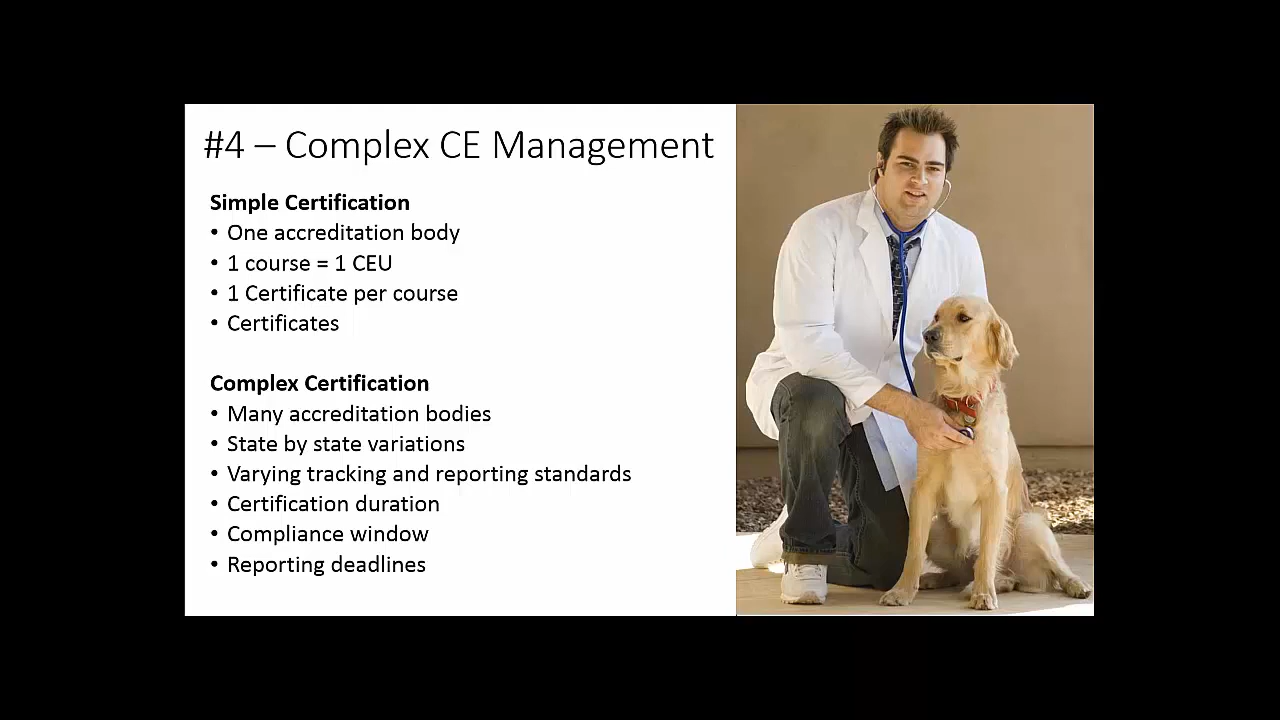 #4 – Complex CE Management
Simple Certification
• One accreditation body
• 1 course = 1 CEU
• 1 Certificate per course
• Certificates
Complex Certification
• Many accreditation bodies
• State by state variations
• Varying tracking and reporting standards
• Certification duration
• Compliance window
• Reporting deadlines